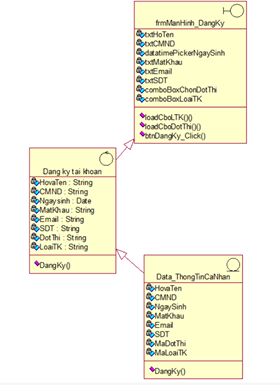 frmManHinh_DangKy
txtHoTen
txtCMND
datatimePickerNgaySinh
txtMatKhau
txtEmail
txtSDT
comboBoxChonDotThi
comboBoxLoaiTK
loadCboLTK()()
loadCboDotThi()()
btnDangKy_Click()
Dang ky tai khoan
HovaTen : String
CMND : String
Ngaysinh : Date
MatKhau : String
Email : String
SDT : String
DotThi : String
LoaiTK : String
DangKy()
Data_ThongTinCaNhan
HovaTen
CMND
NgaySinh
MatKhau
Email
SDT
MaDotThi
MaLoaiTK
DangKy()